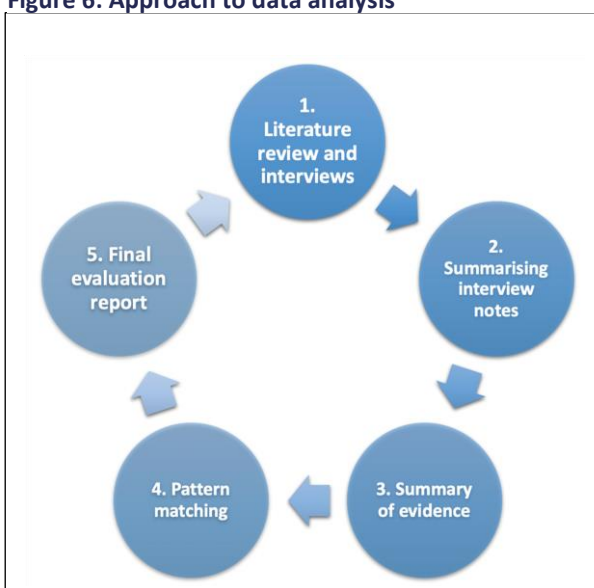 Figure 6: Approach to data analysis
1.
Literature
review and
interviews
2.
Summarising
interview
notes
3. Summary
of evidence
4. Pattern
matching
5. Final
evaluation
report